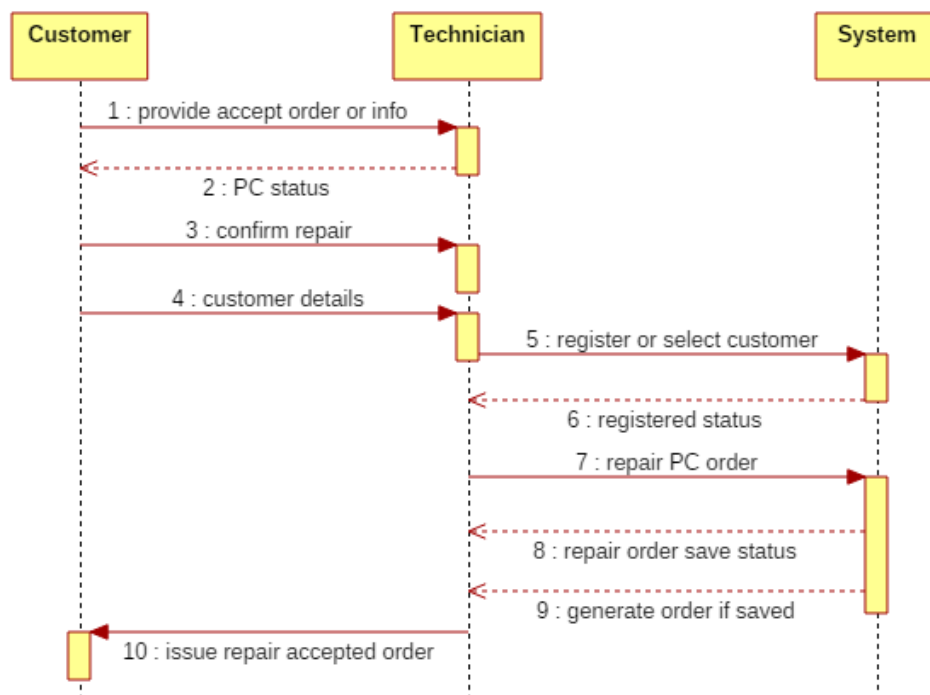 Customer
Technician
System
1 : provide accept order or info
2 : PC status
3 : confirm repair
4 : customer details
5 : register or select customer
6 : registered status
7 : repair PC order
8 : repair order save status
9 : generate order if saved
10 : issue repair accepted order